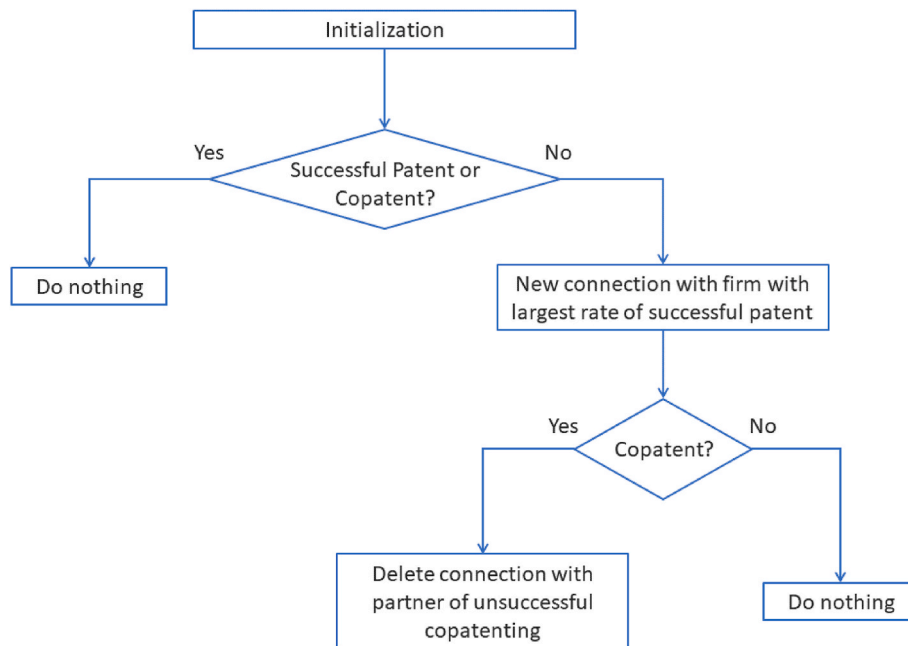 Initialization
Yes
No
Successful Patent or
Copatent?
Do nothing
New connection with firm with
largest rate of successful patent
Yes
No
Copatent?
Delete connection with
partner of unsuccessful
copatenting
Do nothing